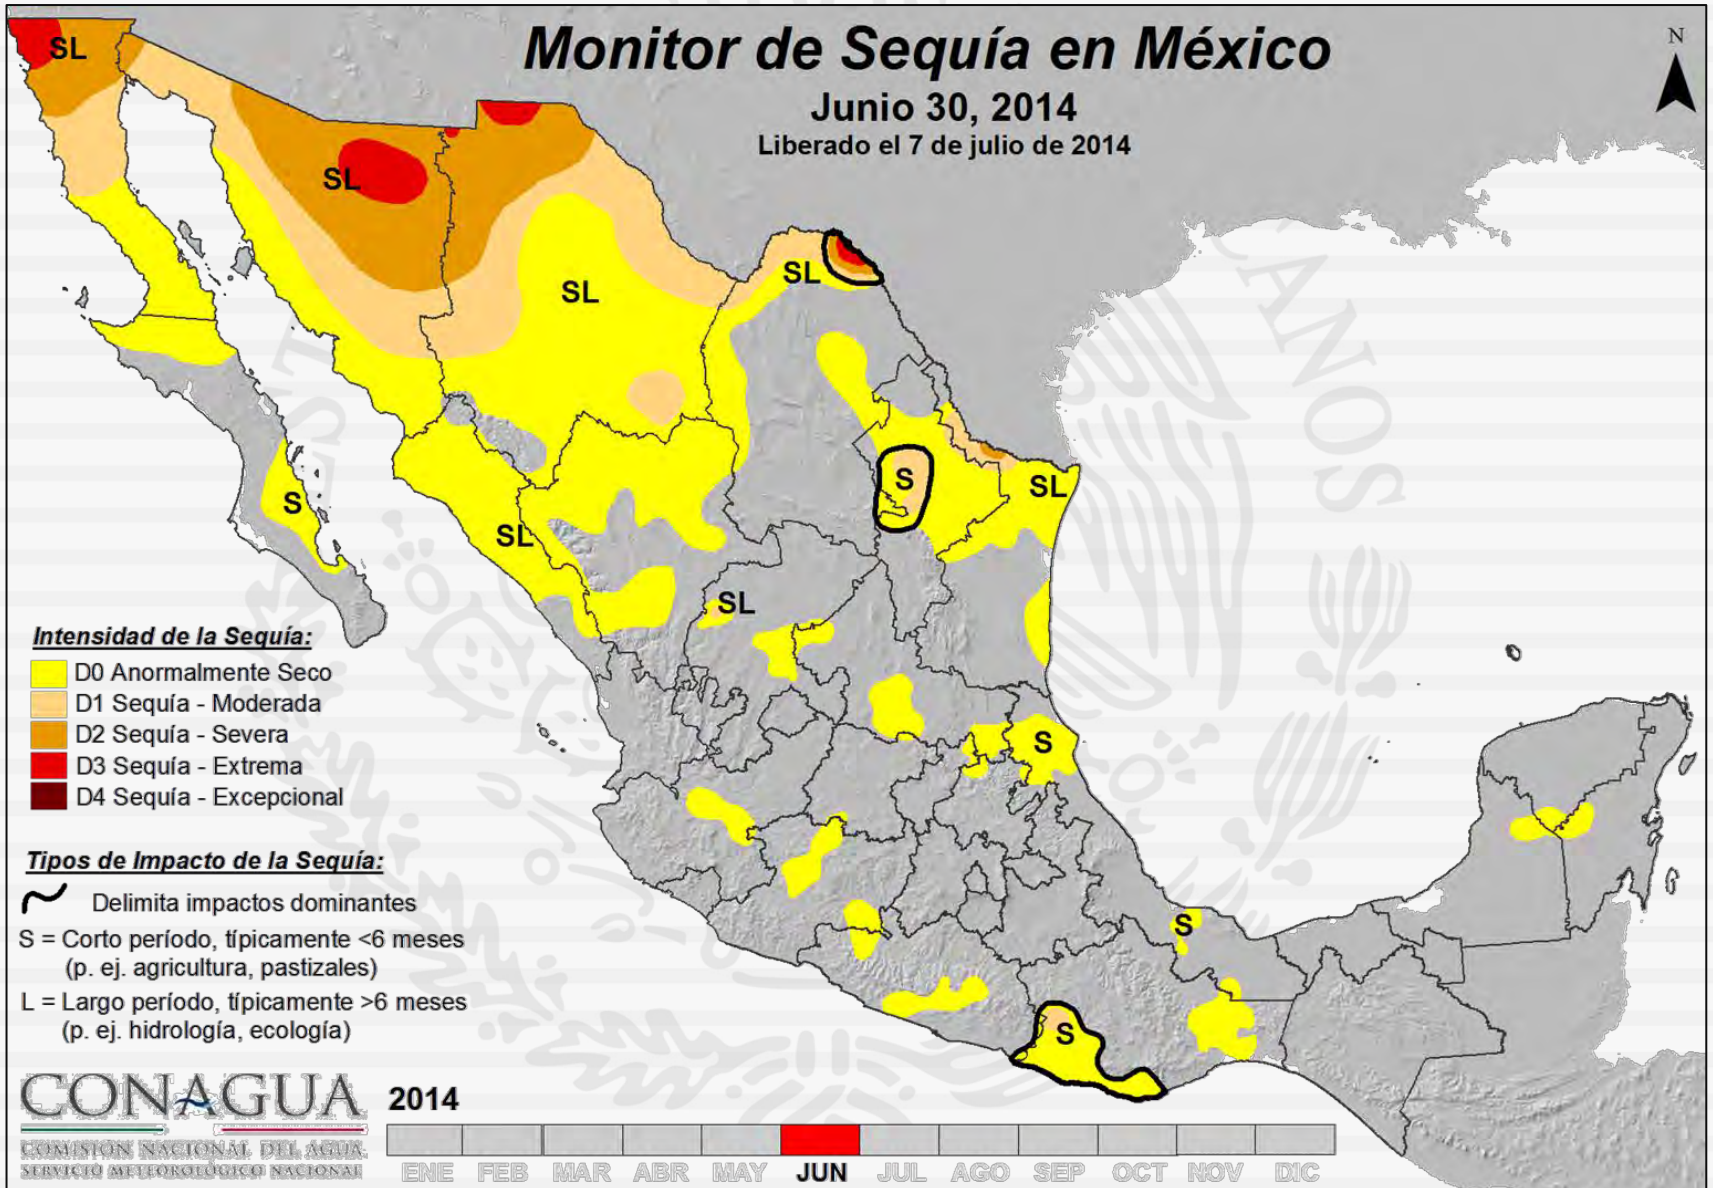 Monitor de Sequía en México
Junio 30, 2014
Liberado el 7 de julio de 2014
N
SL
SL
SL
SL
SL
S
SL
S
SL
S
S
S
Intensidad de la Sequía:
D0 Anormalmente Seco
D1 Sequía - Moderada
D2 Sequía - Severa
D3 Sequía - Extrema
D4 Sequía - Excepcional
Tipos de Impacto de la Sequía:
Delimita impactos dominantes
S = Corto período, típicamente <6 meses
(p. ej. agricultura, pastizales)
L = Largo período, típicamente >6 meses
(p. ej. hidrología, ecología)
CONAGUA
COMISIÓN NACIONAL DEL AGUA
SERVICIO METEOROLÓGICO NACIONAL
2014
ENE FEB MAR ABR MAY JUN JUL AGO SEP OCT NOV DIC